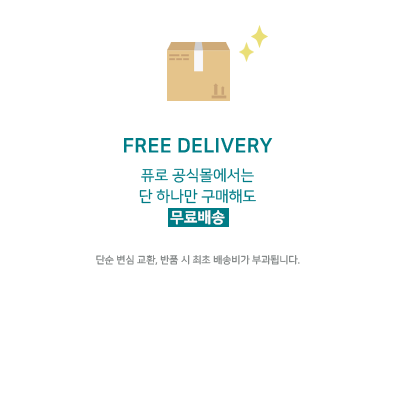 FREE DELIVERY
퓨로 공식몰에서는
단 하나만 구매해도
무료배송
단순 변심 교환, 반품 시 최초 배송비가 부과됩니다.